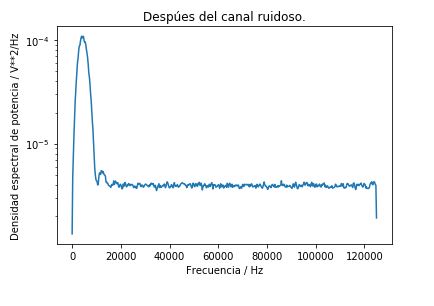 Despúes del canal ruidoso.
Densidad espectral de potencia / V**2/Hz
10⁻⁴
10⁻⁵
0 20000 40000 60000 80000 100000 120000
Frecuencia / Hz